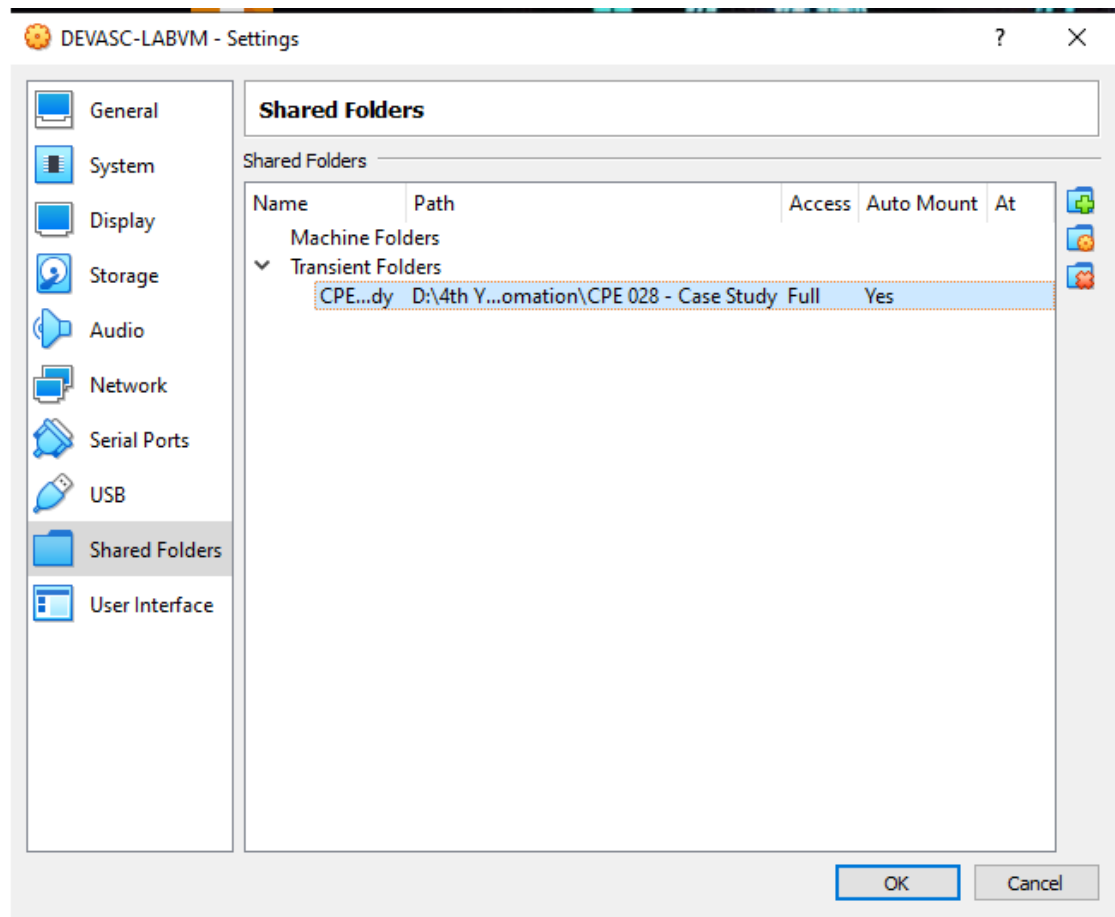 DEVASC-LABVM - Settings ? ×
General
System
Display
Storage
Audio
Network
Serial Ports
USB
Shared Folders
User Interface
Shared Folders
Shared Folders
Name Path Access Auto Mount At
Machine Folders
Transient Folders
CPE...dy D:\4th Y...omation\CPE 028 - Case Study Full Yes
OK Cancel